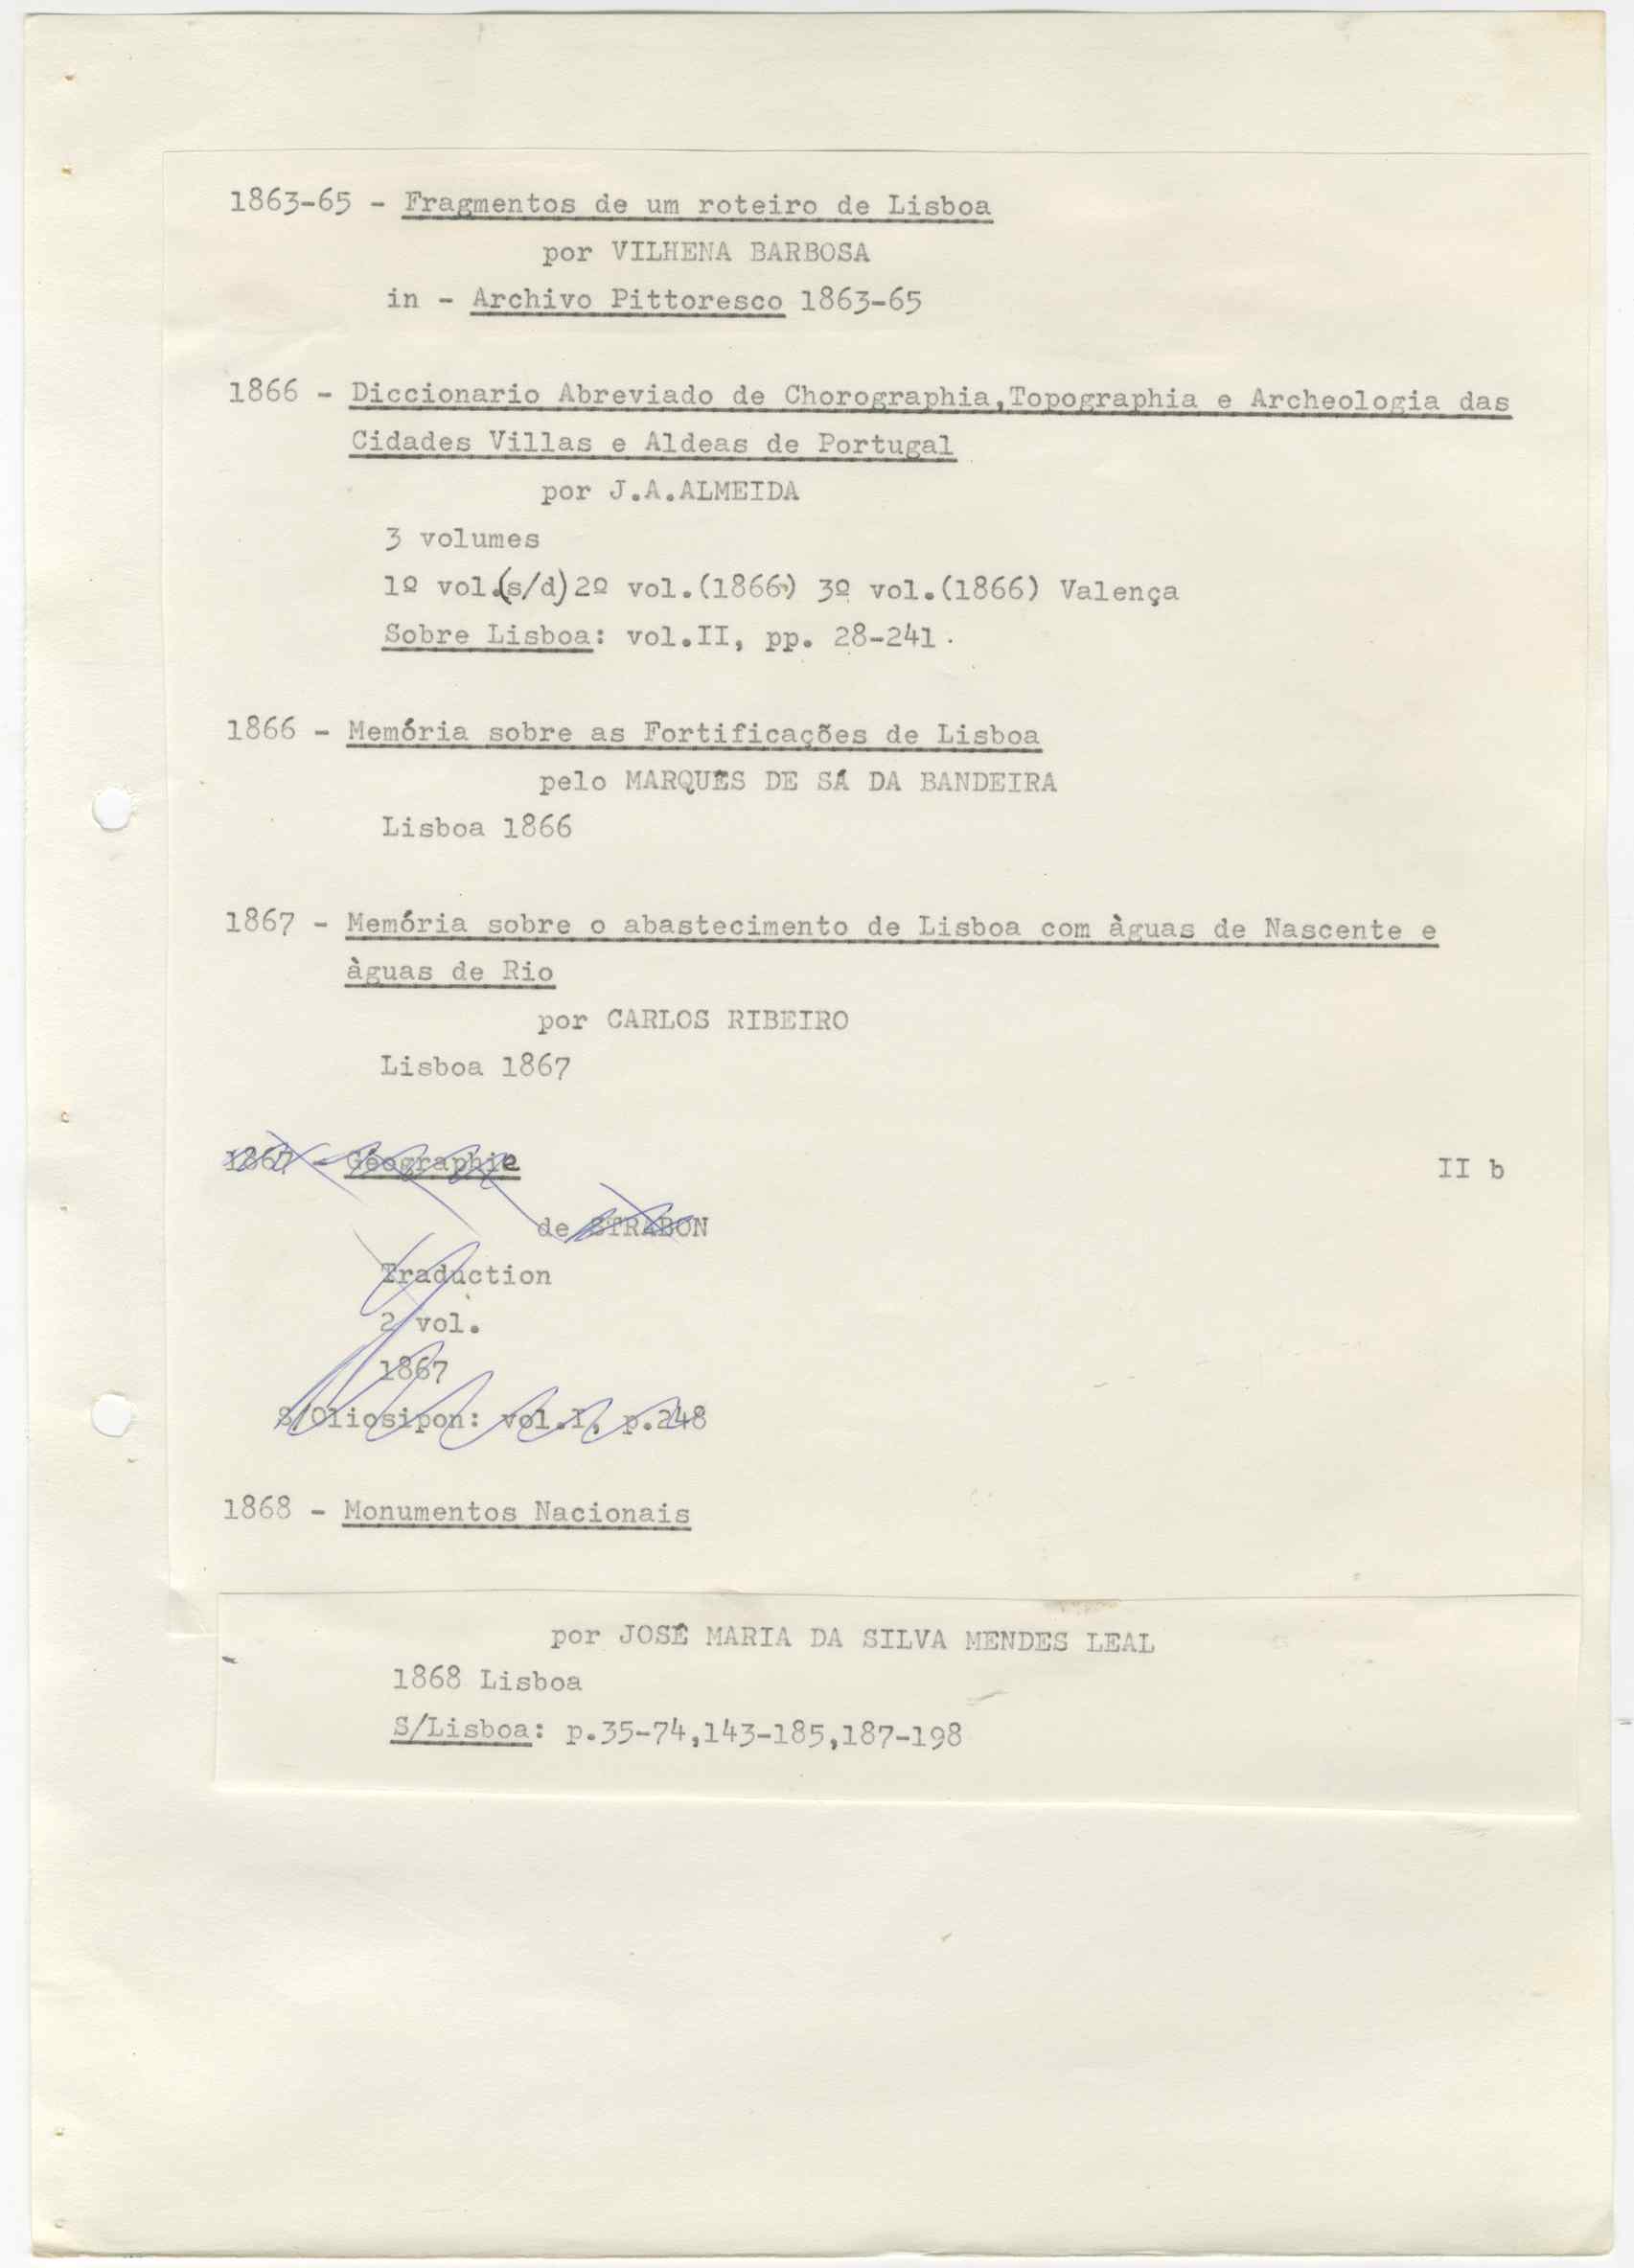 1863-65 - Fragmentos de um roteiro de Lisboa
por VILHENA BARBOSA
in - Archivo Pittoresco 1863-65
1866 - Diccionario Abreviado de Chorographia,Topographia e Archeologia das
Cidades Villas e Aldeas de Portugal
por J.A.ALMEIDA
3 volumes
1º vol.(s/d)2º vol.(1866) 3º vol.(1866) Valença
Sobre Lisboa: vol.II, pp. 28-241.
1866 - Memória sobre as Fortificações de Lisboa
pelo MARQUÊS DE SÁ DA BANDEIRA
Lisboa 1866
1867 - Memória sobre o abastecimento de Lisboa com àguas de Nascente e
àguas de Rio
por CARLOS RIBEIRO
Lisboa 1867
1867 - Géographie II b
de STRABON
Traduction
2 vol.
1867
S/Oliosipon: vol.I, p.248
1868 - Monumentos Nacionais
por JOSÉ MARIA DA SILVA MENDES LEAL
1868 Lisboa
S/Lisboa: p.35-74,143-185,187-198